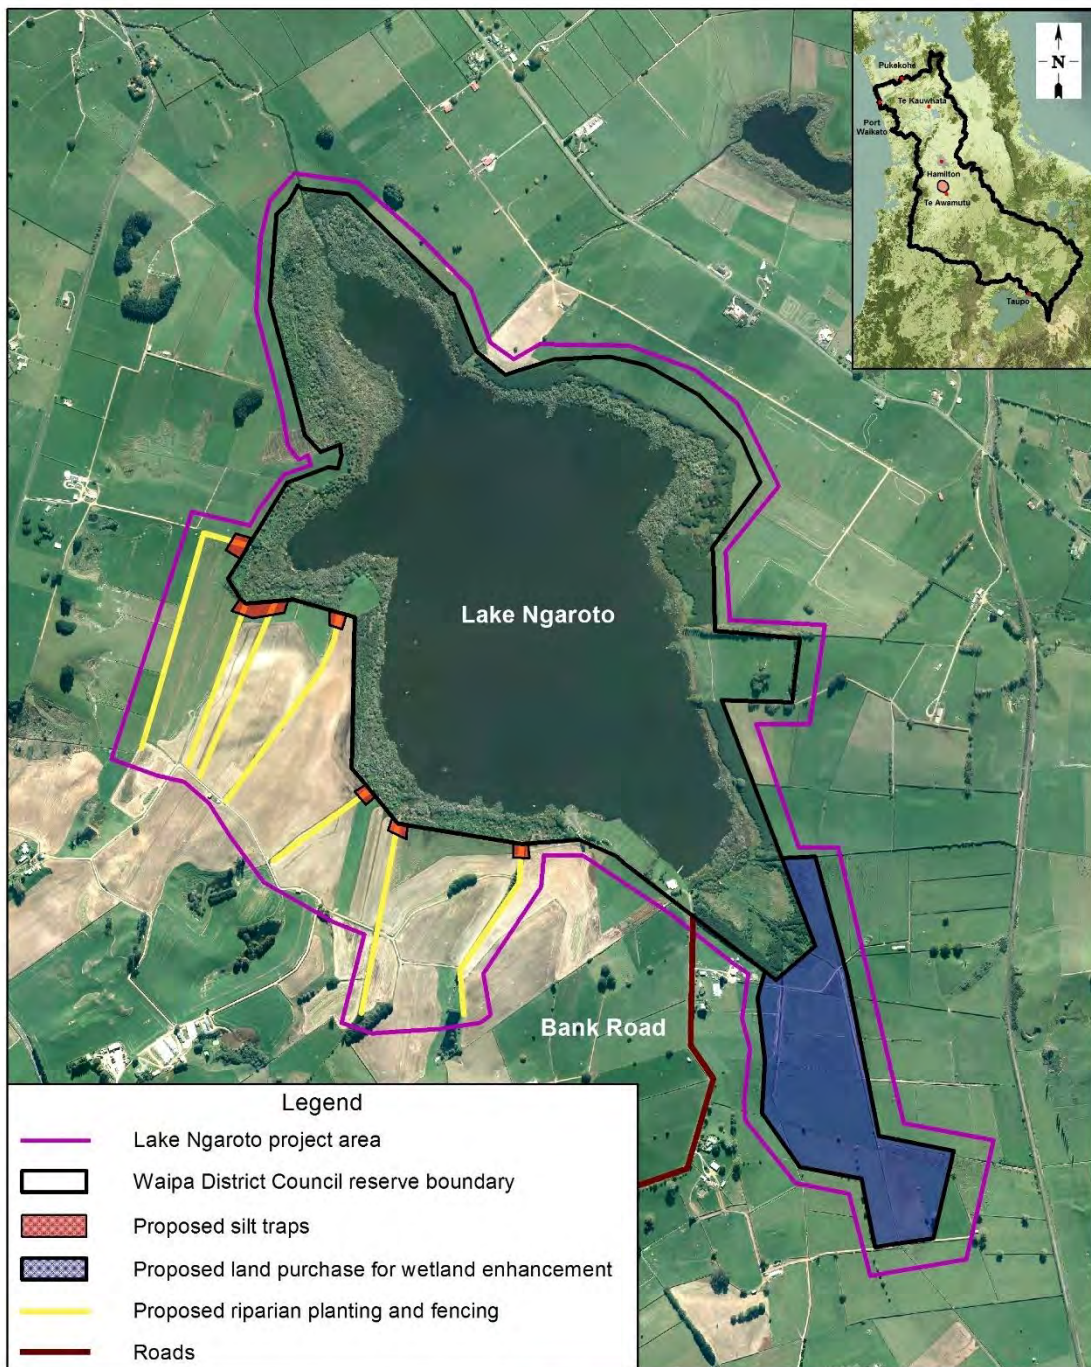 Pukekohe
Te Kauwhata
Port
Waikato
Hamilton
Te Awamutu
Taupo
N
Lake Ngaroto
Bank Road
Legend
Lake Ngaroto project area
Waipa District Council reserve boundary
Proposed silt traps
Proposed land purchase for wetland enhancement
Proposed riparian planting and fencing
Roads